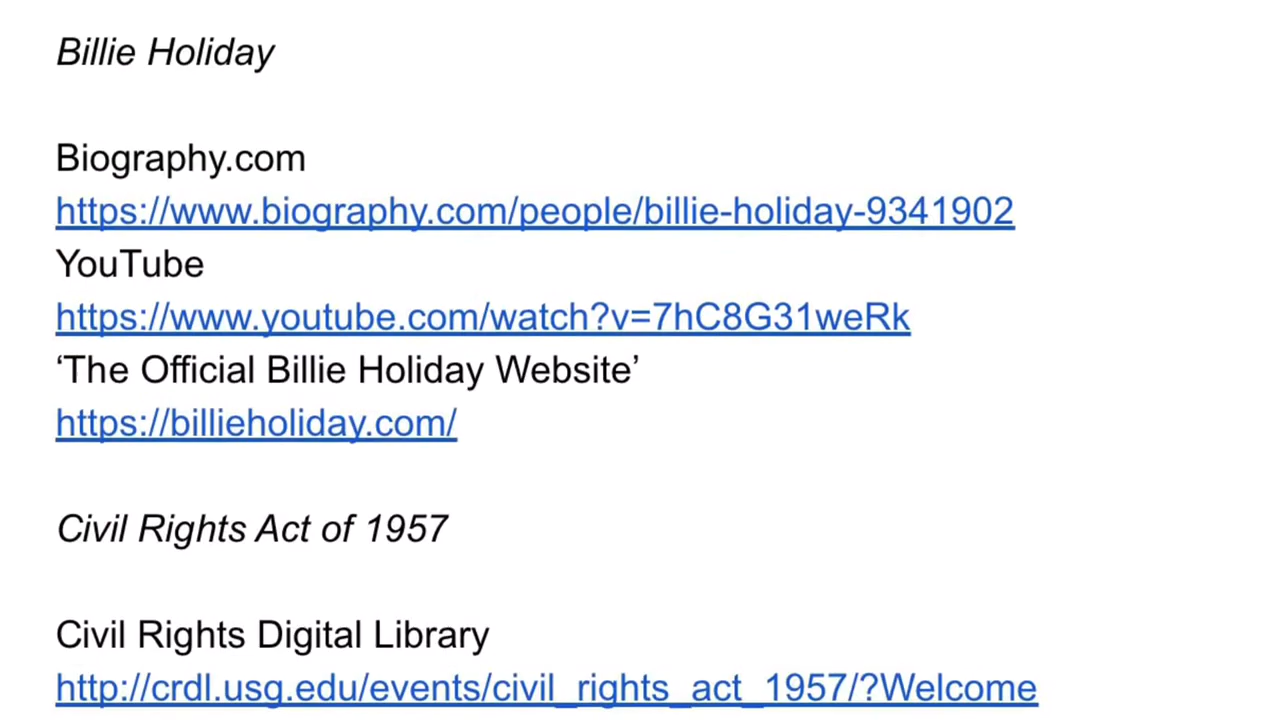 Billie Holiday
Biography.com
https://www.biography.com/people/billie-holiday-9341902
YouTube
https://www.youtube.com/watch?v=7hC8G31weRk
‘The Official Billie Holiday Website’
https://billieholiday.com/
Civil Rights Act of 1957
Civil Rights Digital Library
http://crdl.usg.edu/events/civil_rights_act_1957/?Welcome